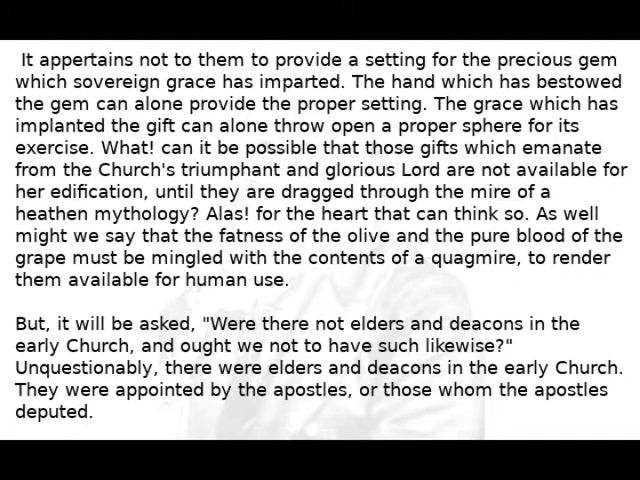 It appertains not to them to provide a setting for the precious gem
which sovereign grace has imparted. The hand which has bestowed
the gem can alone provide the proper setting. The grace which has
implanted the gift can alone throw open a proper sphere for its
exercise. What! can it be possible that those gifts which emanate
from the Church's triumphant and glorious Lord are not available for
her edification, until they are dragged through the mire of a
heathen mythology? Alas! for the heart that can think so. As well
might we say that the fatness of the olive and the pure blood of the
grape must be mingled with the contents of a quagmire, to render
them available for human use.

But, it will be asked, "Were there not elders and deacons in the
early Church, and ought we not to have such likewise?"
Unquestionably, there were elders and deacons in the early Church.
They were appointed by the apostles, or those whom the apostles
deputed.